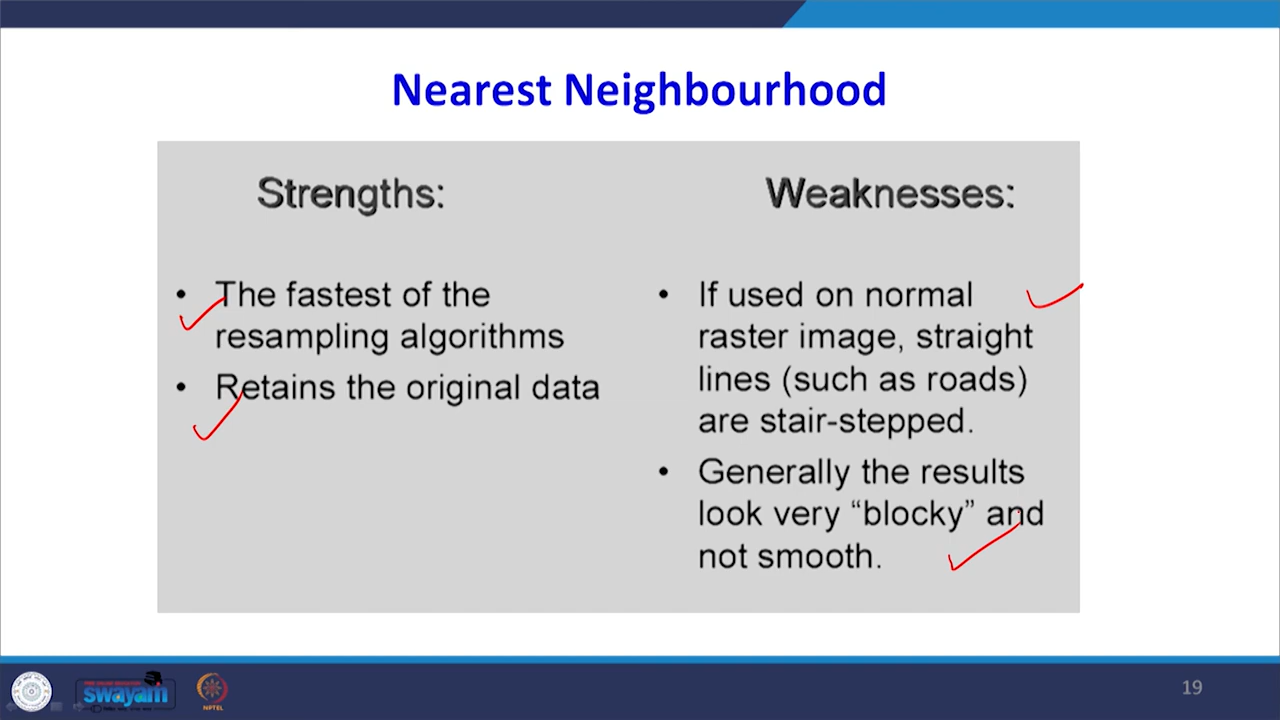 Nearest Neighbourhood
Strengths:
• The fastest of the
resampling algorithms
• Retains the original data
Weaknesses:
• If used on normal
raster image, straight
lines (such as roads)
are stair-stepped.
• Generally the results
look very “blocky” and
not smooth.
swayam
NPTEL
19